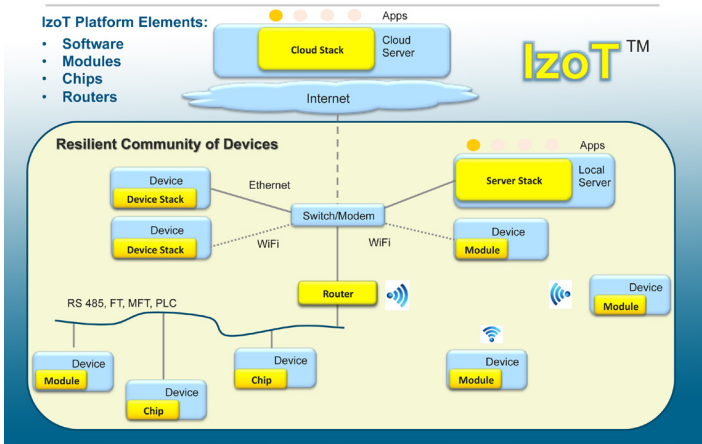 IzoT Platform Elements:
• Software
• Modules
• Chips
• Routers
Apps
Cloud Stack
Cloud
Server
IzoT™
Internet
Resilient Community of Devices
Apps
Device
Device Stack
Ethernet
Server Stack
Local
Server
Switch/Modem
Device
Device Stack
WiFi
WiFi
Device
Module
Router
Device
Module
RS 485, FT, MFT, PLC
Device
Module
Device
Chip
Device
Chip
Device
Module